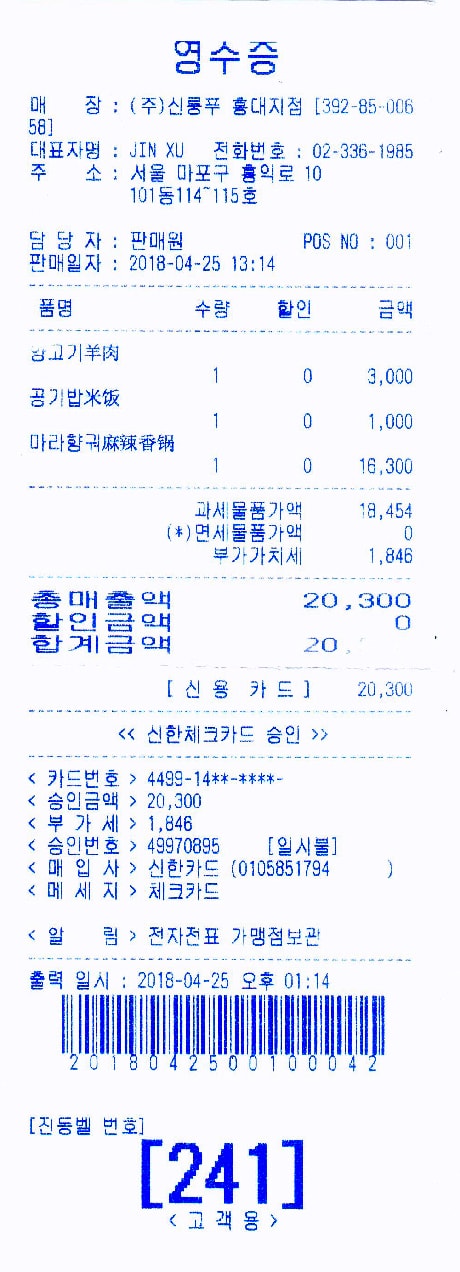 영수증
매 장 : (주)신룽푸 홍대지점 [392-85-006
58]
대표자명 : JIN XU 전화번호 : 02-336-1985
주 소 : 서울 마포구 홍익로 10
101동114~115호
담 당 자 : 판매원 POS NO : 001
판매일자 : 2018-04-25 13:14
품명 수량 할인 금액
양고기羊肉
1 0 3,000
공기밥米饭
1 0 1,000
마라향궈麻辣香锅
1 0 16,300
과세물품가액 18,454
(*)면세물품가액 0
부가가치세 1,846
총매출액 20,300
할인금액 0
합계금액 20,
[ 신 용 카 드 ] 20,300
<< 신한체크카드 승인 >>
< 카드번호 > 4499-14**-****-
< 승인금액 > 20,300
< 부 가 세 > 1,846
< 승인번호 > 49970895 [일시불]
< 매 입 사 > 신한카드 (0105851794 )
< 메 세 지 > 체크카드
< 알 림 > 전자전표 가맹점보관
출력 일시 : 2018-04-25 오후 01:14
2018042500100042
[진동벨 번호]
[241]
< 고 객 용 >